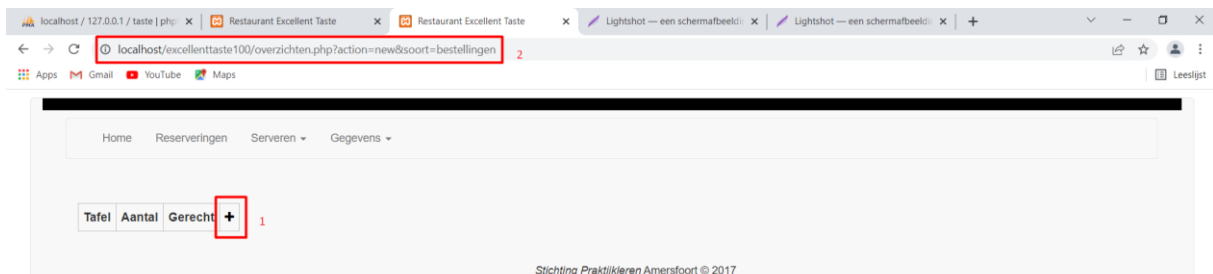 localhost / 127.0.0.1 / taste | php Restaurant Excellent Taste Restaurant Excellent Taste Lightshot — een schermafbeeldi Lightshot — een schermafbeeldi
localhost/excellenttaste100/overzichten.php?action=new&soort=bestellingen 2
Apps Gmail YouTube Maps Leeslijst
Home Reserveringen Serveren Gegevens
Tafel Aantal Gerecht + 1
Stichting Praktijkleren Amersfoort © 2017